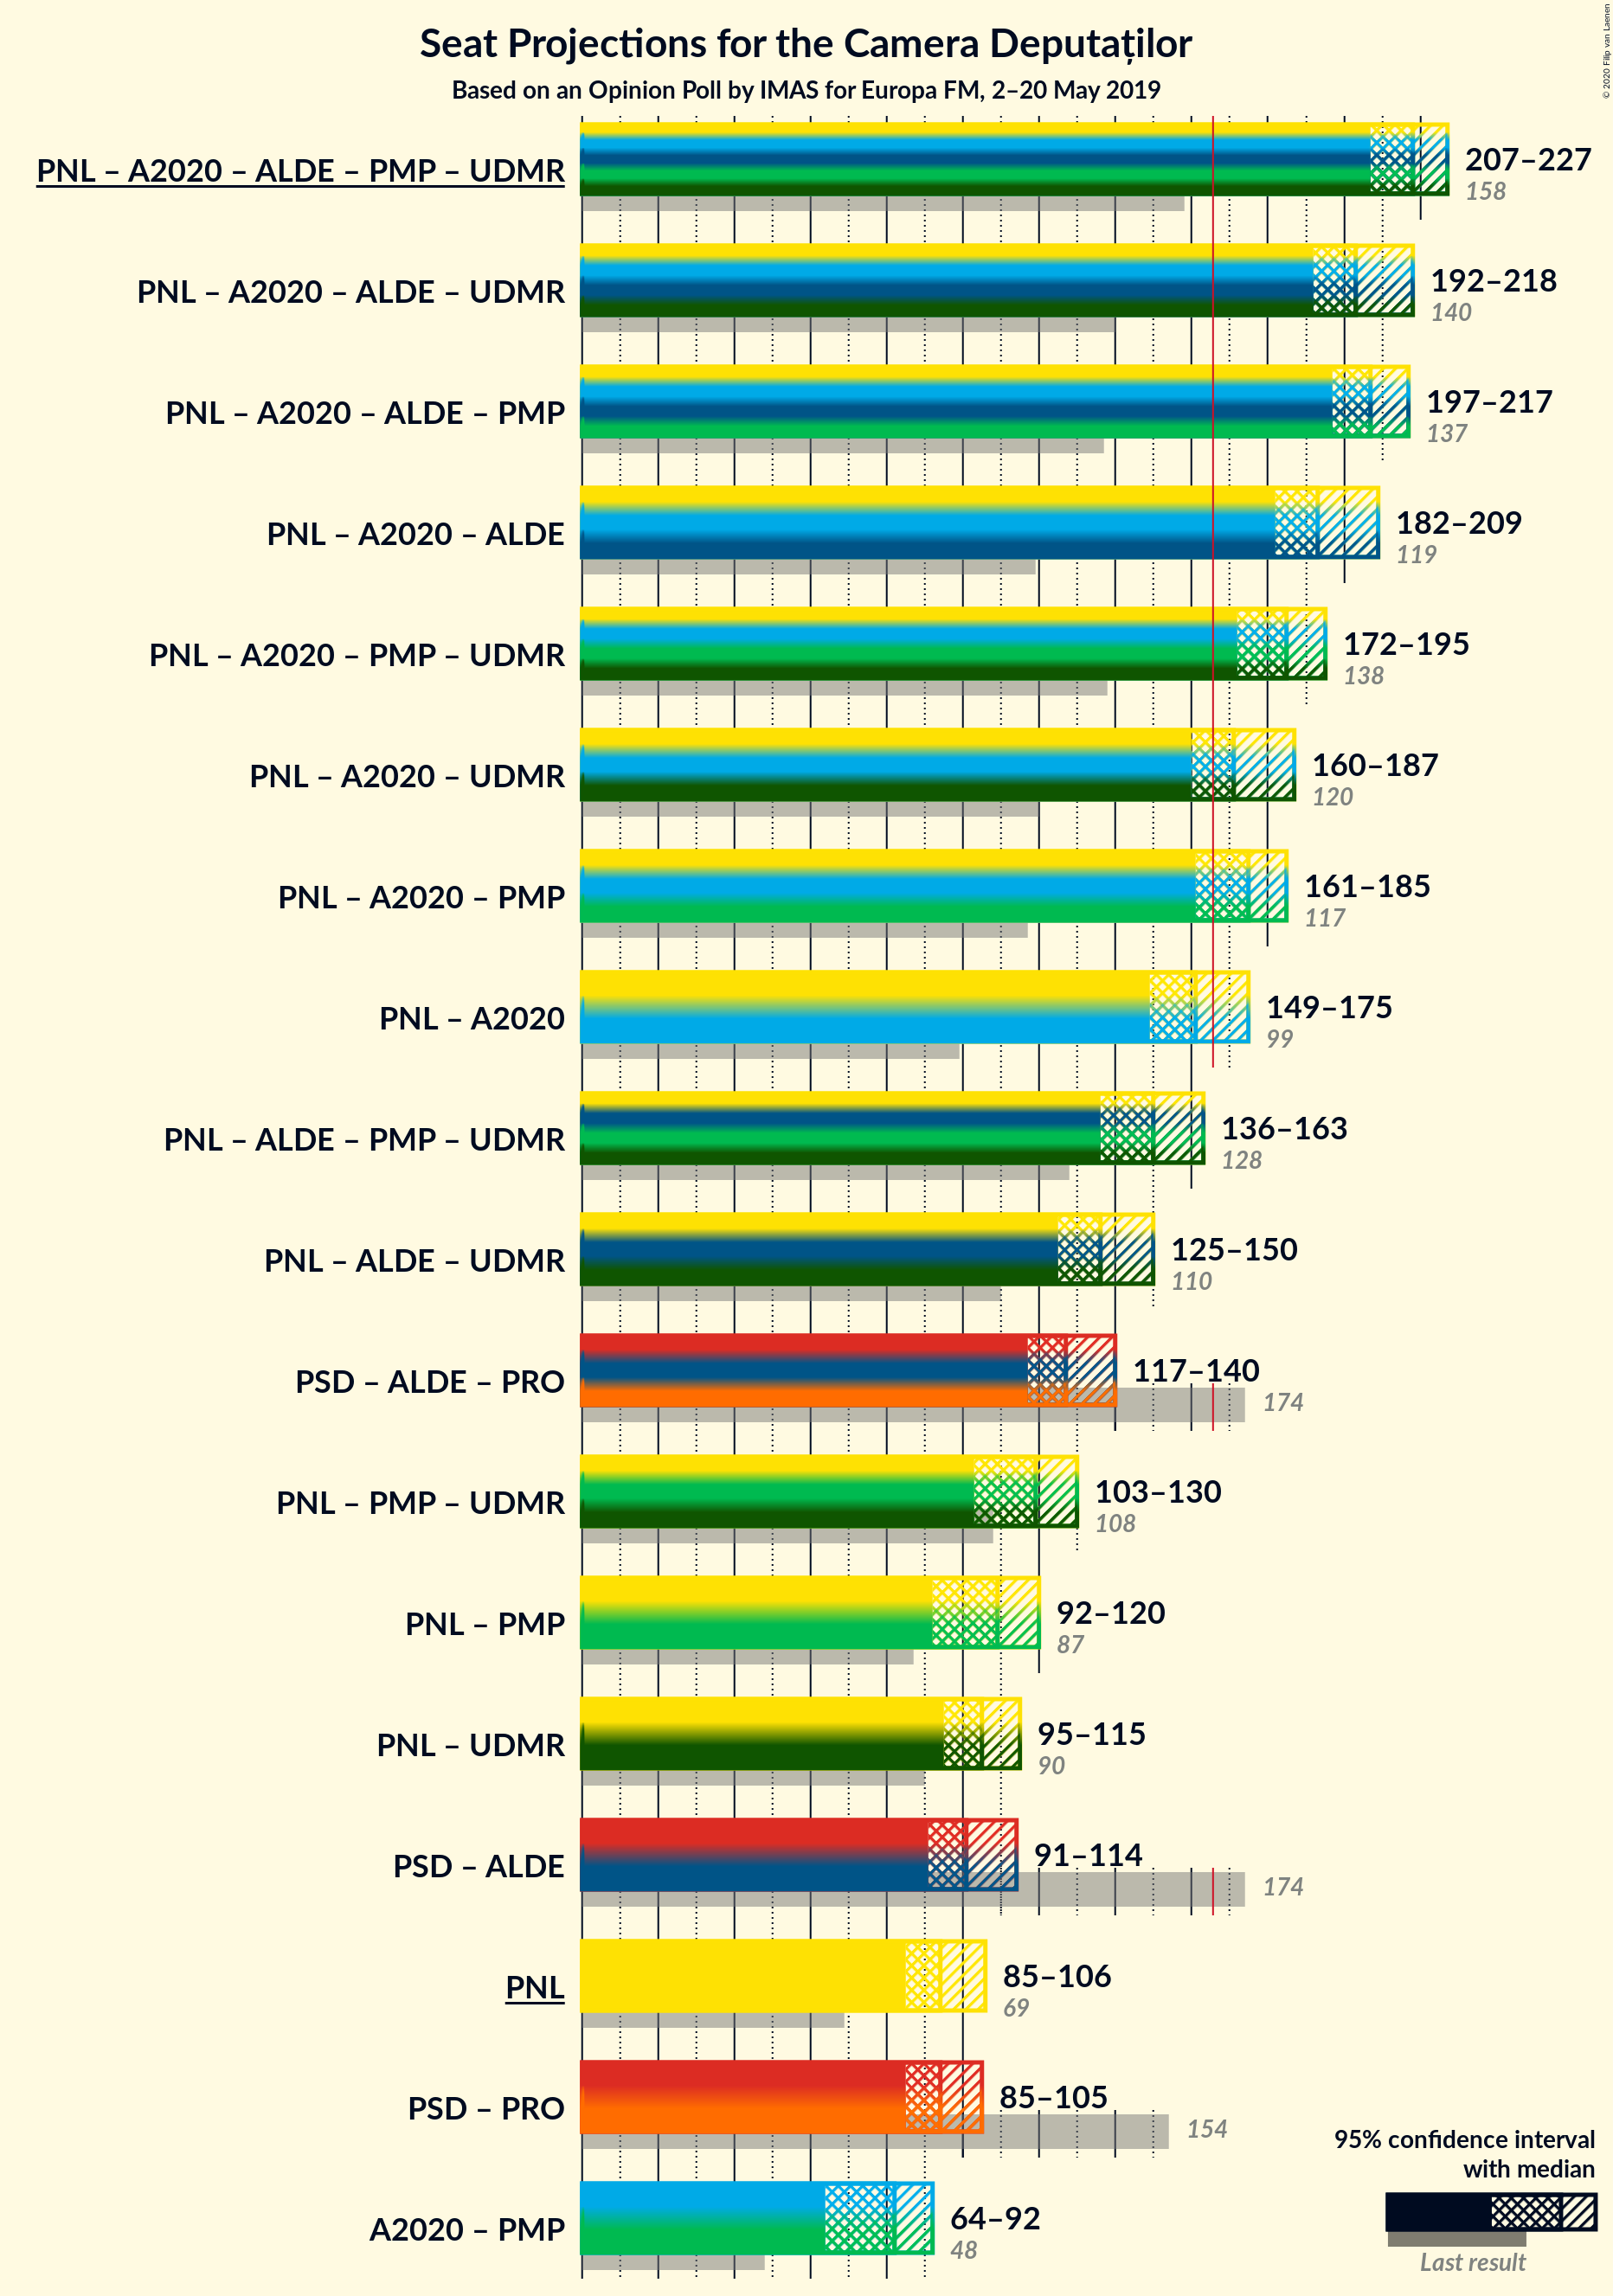 Seat Projections for the Camera Deputaților
Based on an Opinion Poll by IMAS for Europa FM, 2–20 May 2019
© 2020 Filip van Laenen
PNL – A2020 – ALDE – PMP – UDMR
207–227
158
PNL – A2020 – ALDE – UDMR
192–218
140
PNL – A2020 – ALDE – PMP
197–217
137
PNL – A2020 – ALDE
182–209
119
PNL – A2020 – PMP – UDMR
172–195
138
PNL – A2020 – UDMR
160–187
120
PNL – A2020 – PMP
161–185
117
PNL – A2020
149–175
99
PNL – ALDE – PMP – UDMR
136–163
128
PNL – ALDE – UDMR
125–150
110
PSD – ALDE – PRO
117–140
174
PNL – PMP – UDMR
103–130
108
PNL – PMP
92–120
87
PNL – UDMR
95–115
90
PSD – ALDE
91–114
174
PNL
85–106
69
PSD – PRO
85–105
154
A2020 – PMP
64–92
48
95% confidence interval
with median
Last result